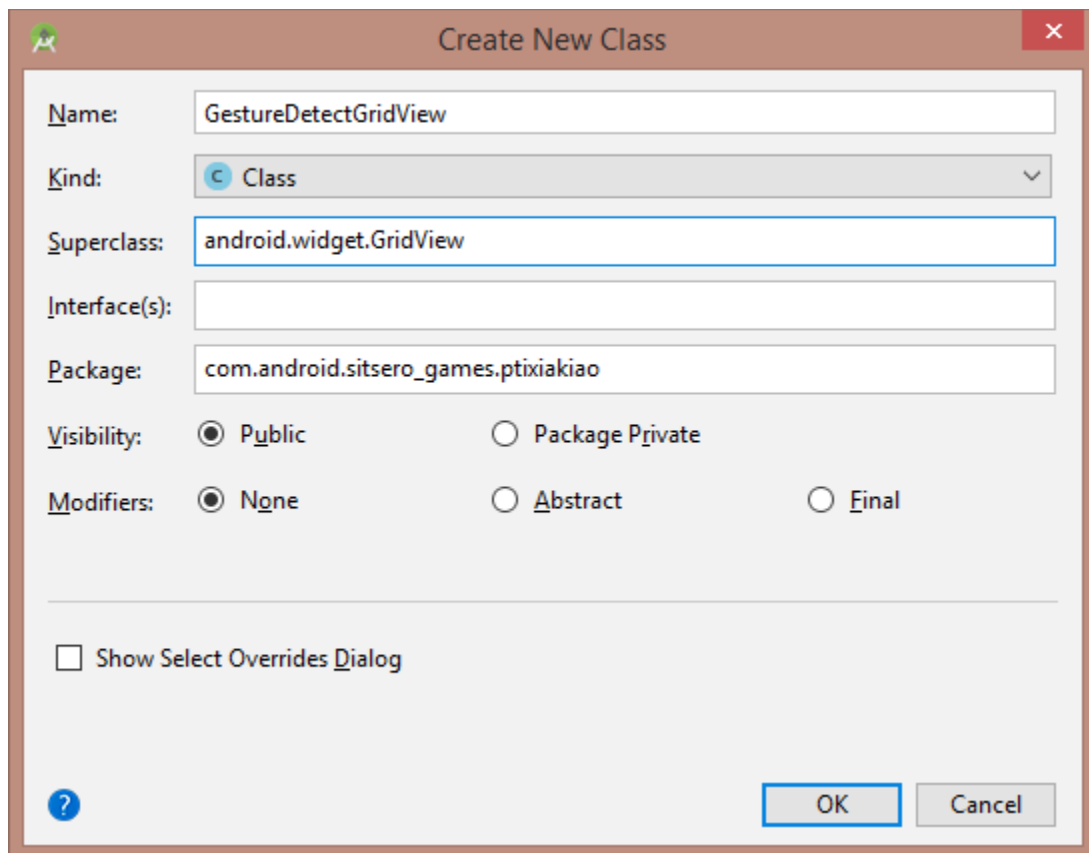 Create New Class
Name: GestureDetectGridView
Kind: C Class
Superclass: android.widget.GridView
Interface(s):
Package: com.android.sitsero_games.ptixiakiao
Visibility: Public Package Private
Modifiers: None Abstract Final
Show Select Overrides Dialog
? OK Cancel